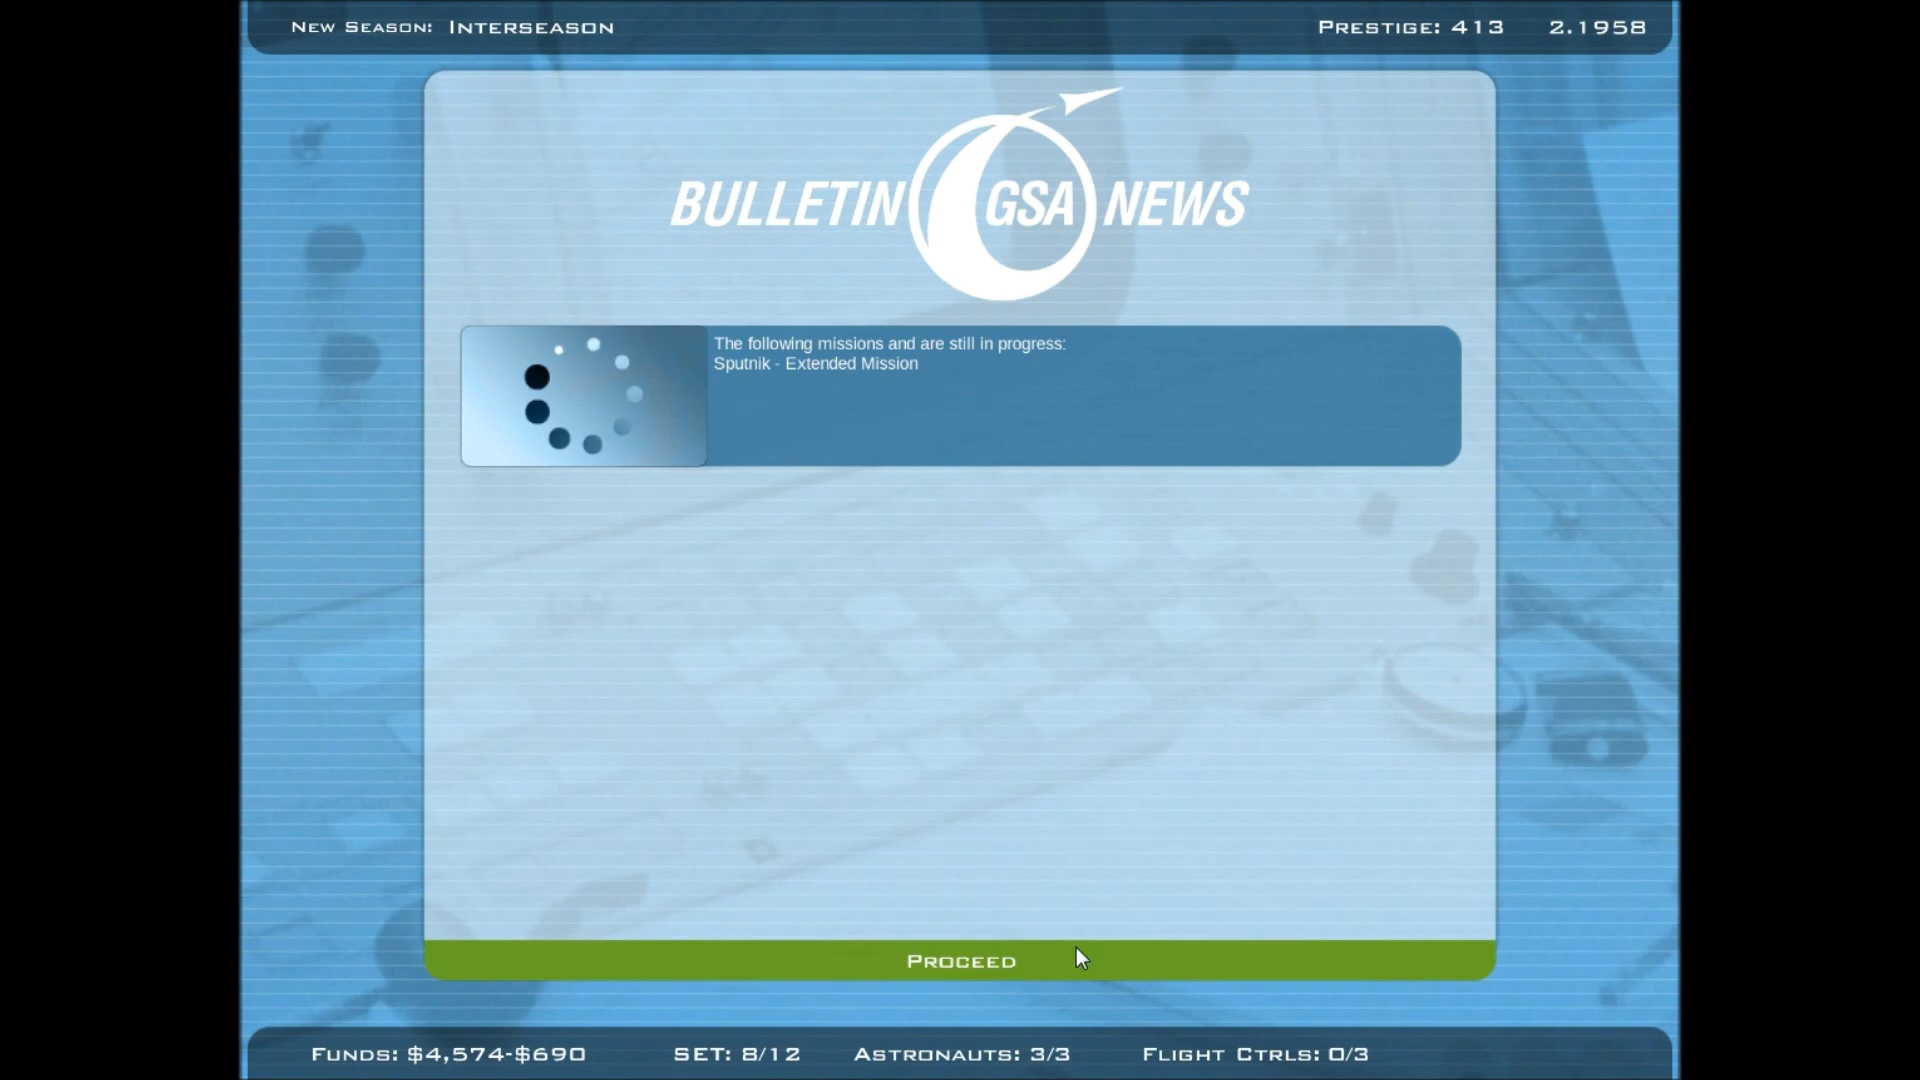 New Season: Interseason
Prestige: 413 2.1958
BULLETIN GSA NEWS
The following missions and are still in progress:
Sputnik - Extended Mission
Proceed
Funds: $4,574-$690 SET: 8/12 Astronauts: 3/3 Flight Ctrls: 0/3